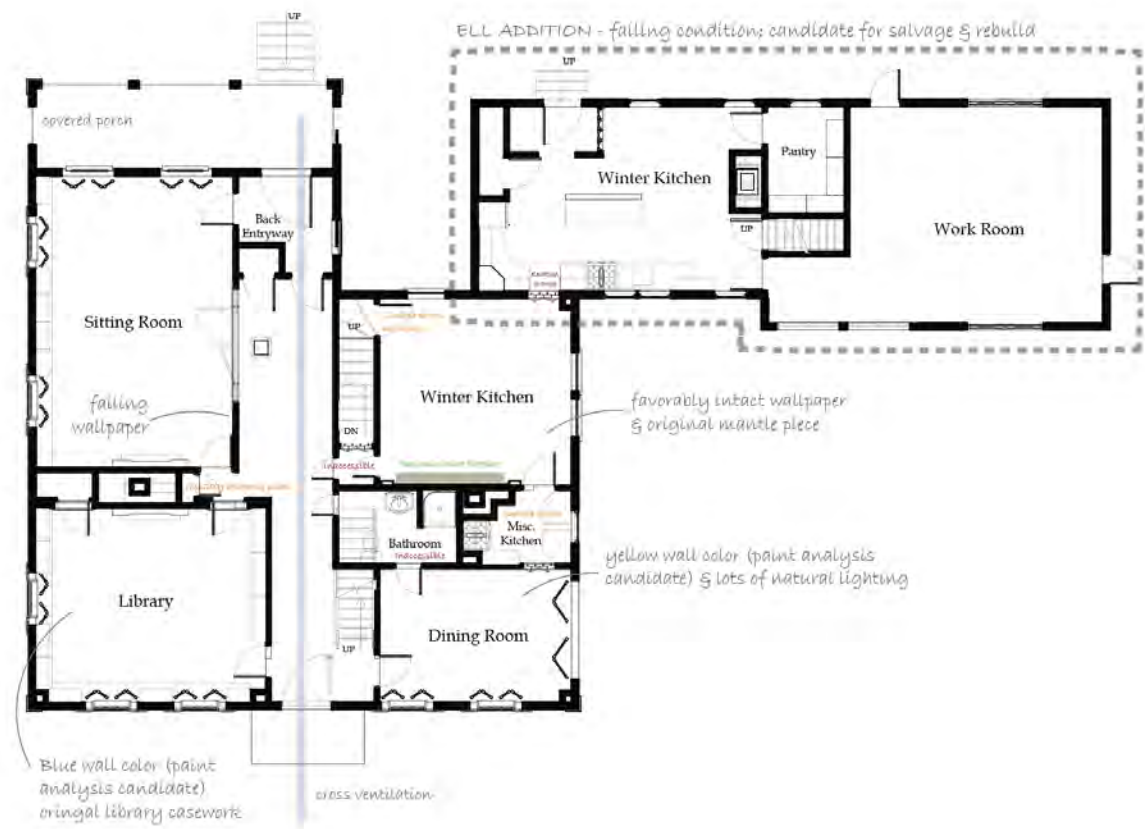 UP
ELL ADDITION - failing condition; candidate for salvage & rebuild
UP
covered porch
Winter Kitchen
Pantry
Back
Entryway
UP
Work Room
Sitting Room
UP
Winter Kitchen
failing
wallpaper
favorably intact wallpaper
& original mantle piece
DN
inaccessible
Misc.
Kitchen
Bathroom
inaccessible
yellow wall color (paint analysis
candidate) & lots of natural lighting
Library
Dining Room
UP
Blue wall color (paint
analysis candidate)
oringal library casework
cross ventilation